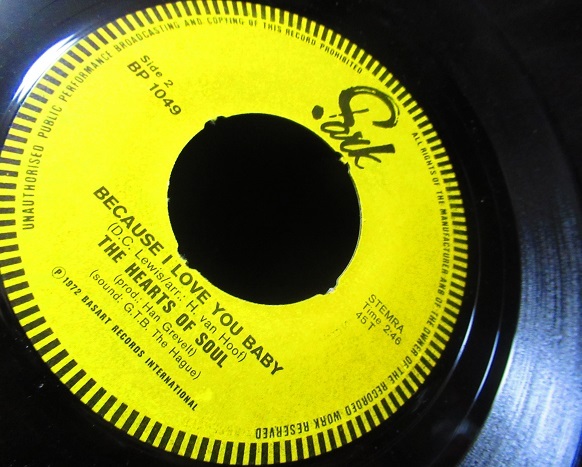 UNAUTHORISED PUBLIC PERFORMANCE BROADCASTING AND COPYING OF THIS RECORD PROHIBITED
ALL RIGHTS OF THE MANUFACTURER AND OF THE OWNER OF THE RECORDED WORK RESERVED
Side 2
BP 1049
BECAUSE I LOVE YOU BABY
(D.C. Lewis/arr.: H. van Hoof)
THE HEARTS OF SOUL
(prod.: Han Grevelt)
(sound: G.T.B. The Hague)
℗ 1972 BASART RECORDS INTERNATIONAL
STEMRA
Time 2:46
45 T